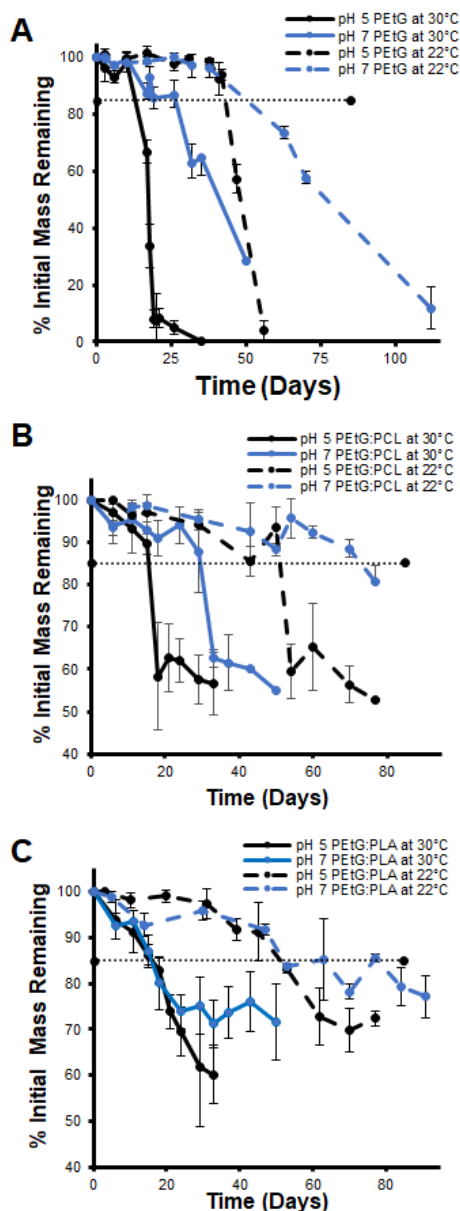 A
pH 5 PEtG at 30°C
pH 7 PEtG at 30°C
pH 5 PEtG at 22°C
pH 7 PEtG at 22°C
% Initial Mass Remaining
100
80
60
40
20
0
0 25 50 75 100
Time (Days)
B
pH 5 PEtG:PCL at 30°C
pH 7 PEtG:PCL at 30°C
pH 5 PEtG:PCL at 22°C
pH 7 PEtG:PCL at 22°C
% Initial Mass Remaining
100
90
80
70
60
50
40
0 20 40 60 80
Time (Days)
C
pH 5 PEtG:PLA at 30°C
pH 7 PEtG:PLA at 30°C
pH 5 PEtG:PLA at 22°C
pH 7 PEtG:PLA at 22°C
% Initial Mass Remaining
100
90
80
70
60
50
40
0 20 40 60 80
Time (Days)